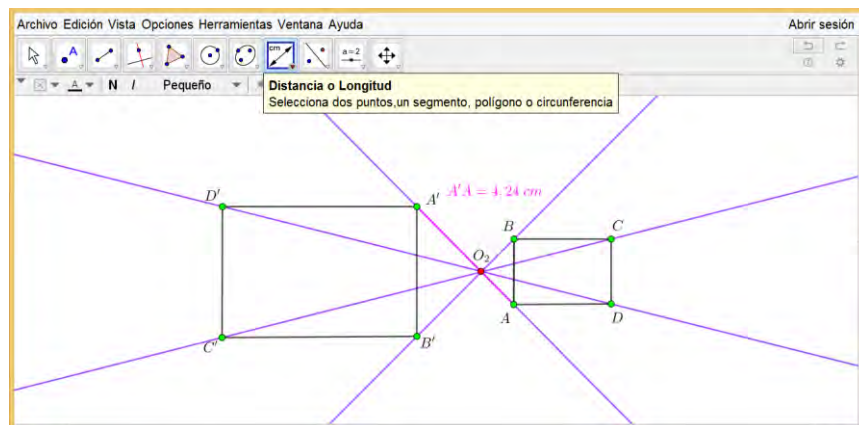 Archivo Edición Vista Opciones Herramientas Ventana Ayuda Abrir sesión
cm a=2
A N I Pequeño
Distancia o Longitud
Selecciona dos puntos,un segmento, polígono o circunferencia
D' A' A'A = 4.24 cm
B C
O₂
A D
C' B'